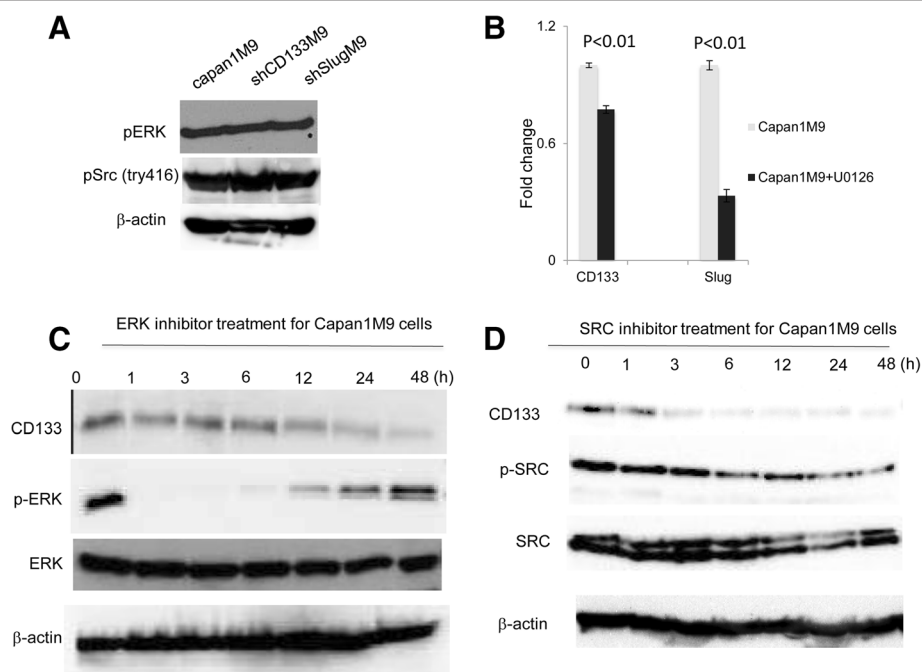 A
capan1M9
shCD133M9
shSlugM9
pERK
pSrc (try416)
β-actin
B
1.2
0.6
0
Fold change
P<0.01
P<0.01
CD133
Slug
Capan1M9
Capan1M9+U0126
C
ERK inhibitor treatment for Capan1M9 cells
0 1 3 6 12 24 48 (h)
CD133
p-ERK
ERK
β-actin
D
SRC inhibitor treatment for Capan1M9 cells
0 1 3 6 12 24 48 (h)
CD133
p-SRC
SRC
β-actin